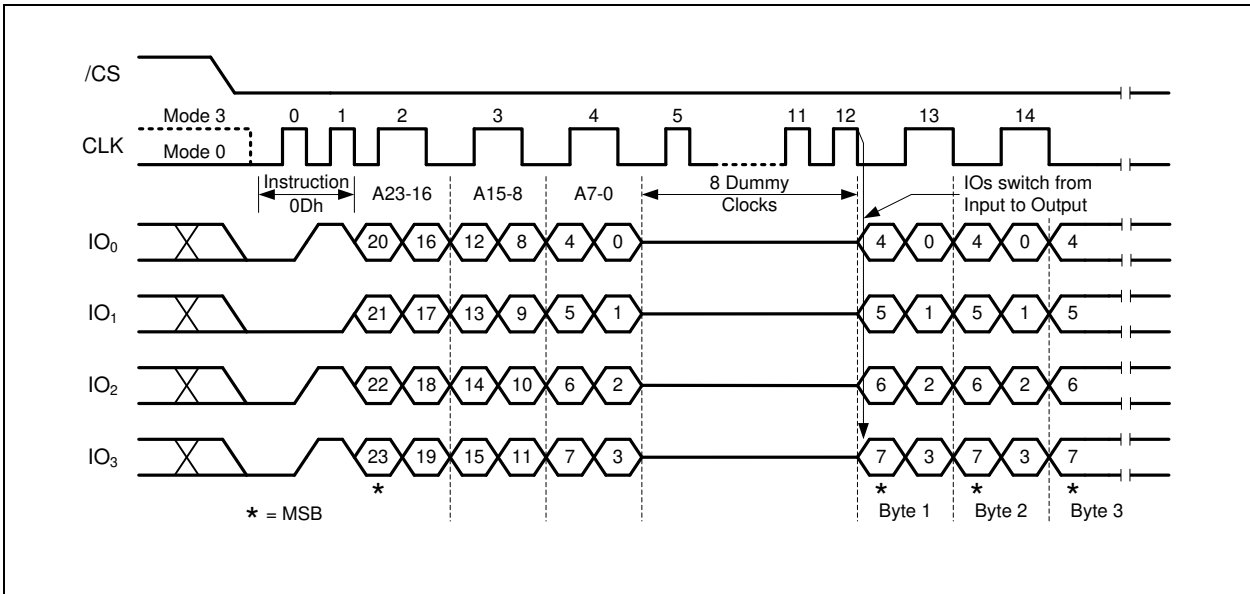 /CS
Mode 3 0 1 2 3 4 5 11 12 13 14
CLK
Mode 0
Instruction
0Dh
A23-16 A15-8 A7-0
8 Dummy
Clocks
IOs switch from
Input to Output
IO0 20 16 12 8 4 0 4 0 4 0 4
IO1 21 17 13 9 5 1 5 1 5 1 5
IO2 22 18 14 10 6 2 6 2 6 2 6
IO3 23 19 15 11 7 3 7 3 7 3 7
* * * *
* = MSB
Byte 1 Byte 2 Byte 3